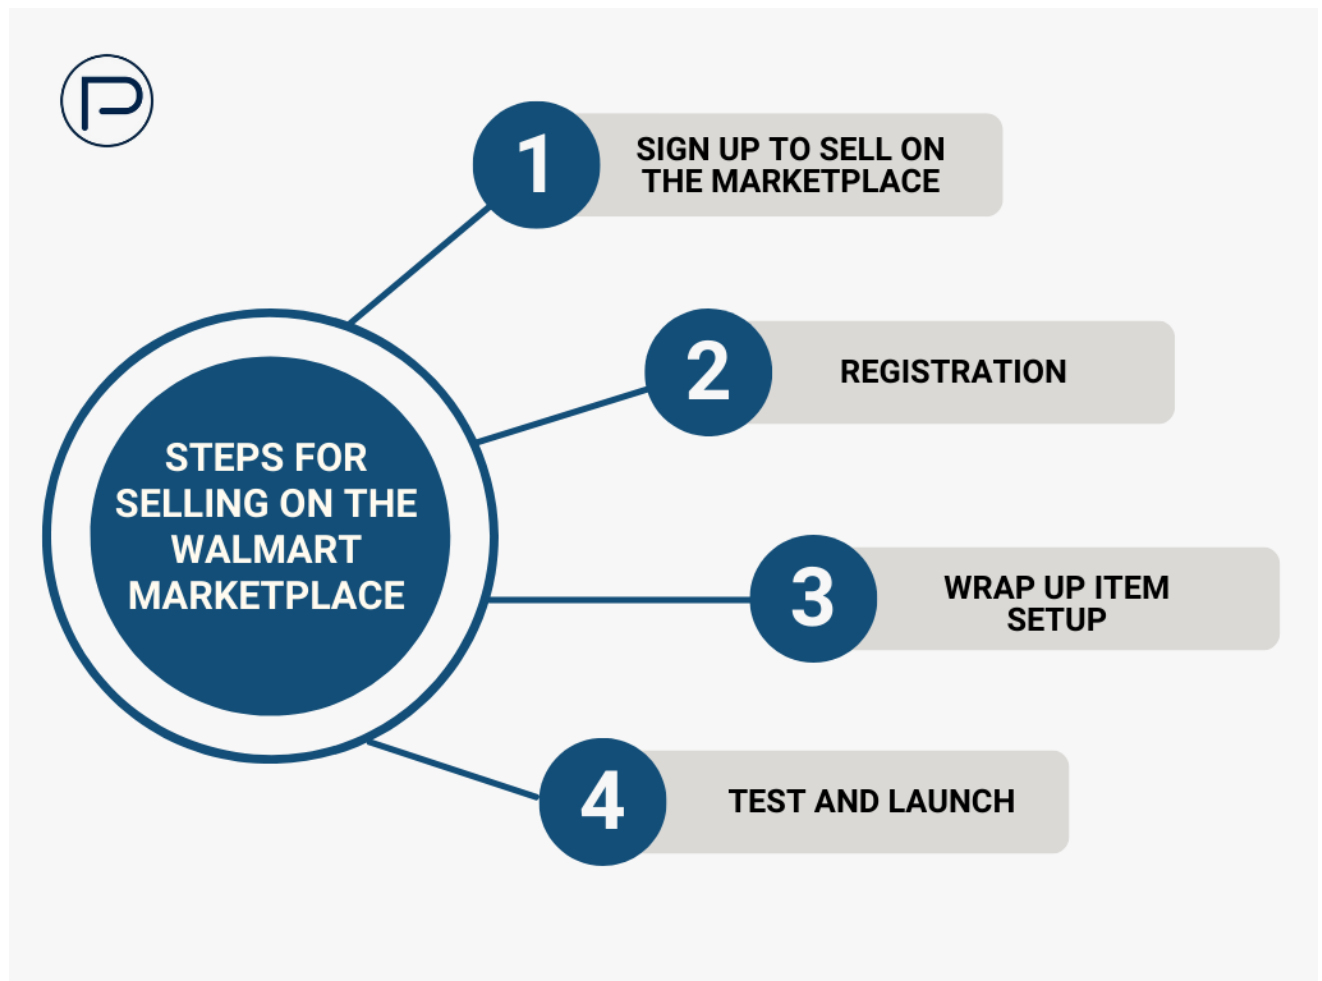 P
1
SIGN UP TO SELL ON
THE MARKETPLACE
2
REGISTRATION
STEPS FOR
SELLING ON THE
WALMART
MARKETPLACE
3
WRAP UP ITEM
SETUP
4
TEST AND LAUNCH